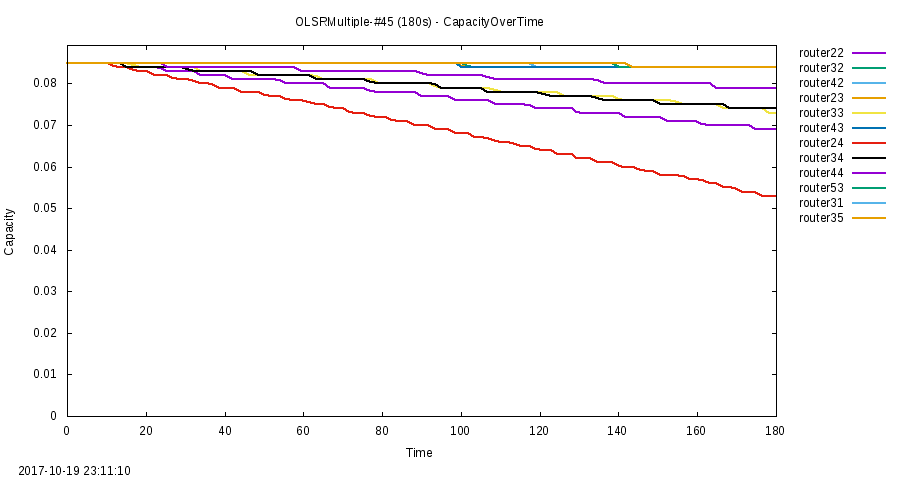 OLSRMultiple-#45 (180s) - CapacityOverTime
router22
router32
router42
router23
router33
router43
router24
router34
router44
router53
router31
router35
0.08
0.07
0.06
0.05
0.04
0.03
0.02
0.01
0
Capacity
0 20 40 60 80 100 120 140 160 180
Time
2017-10-19 23:11:10